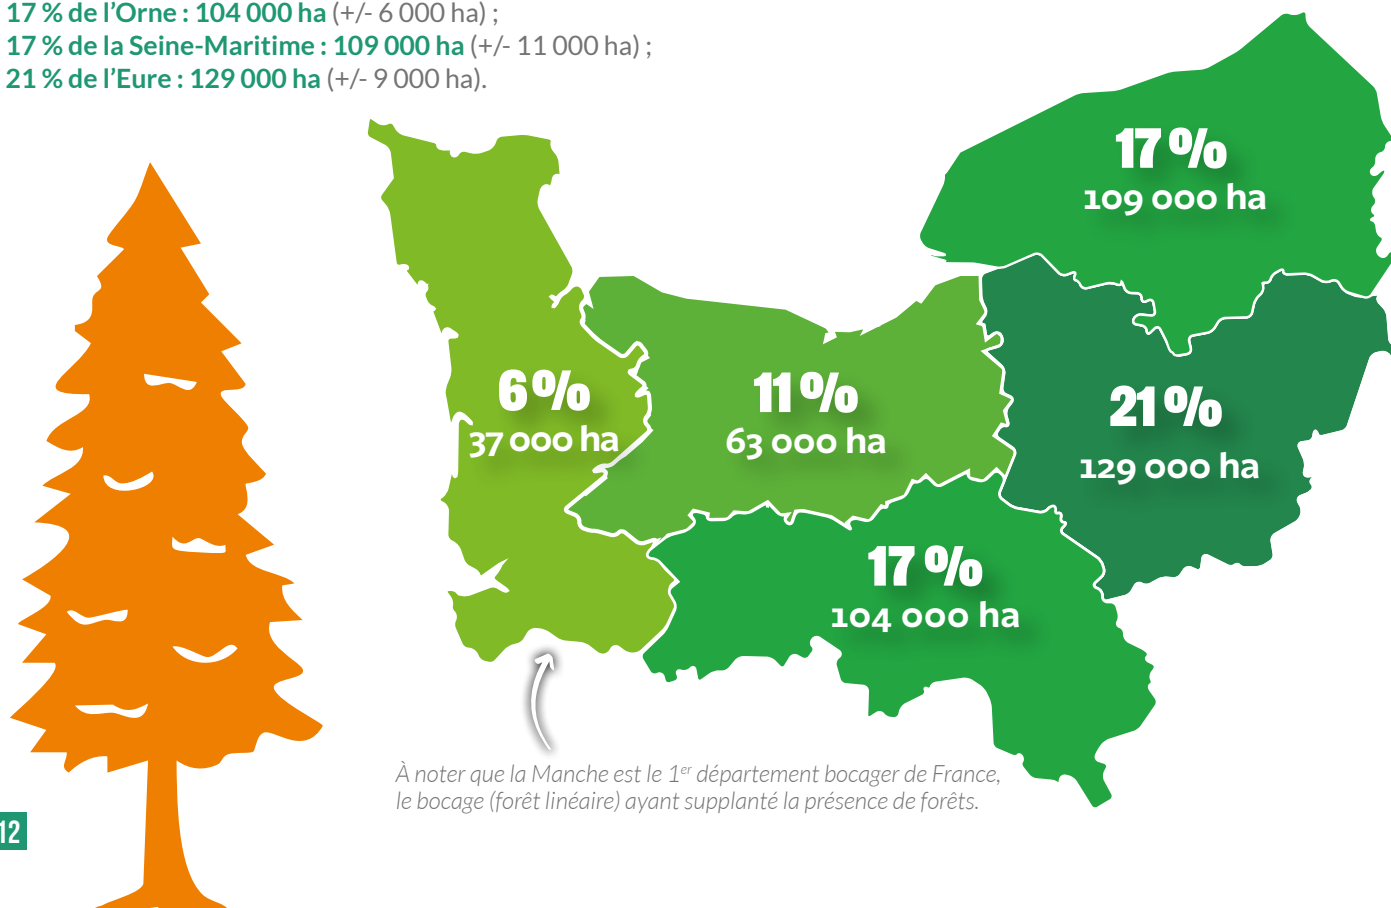 17 % de l’Orne : 104 000 ha (+/- 6 000 ha) ;
17 % de la Seine-Maritime : 109 000 ha (+/- 11 000 ha) ;
21 % de l’Eure : 129 000 ha (+/- 9 000 ha).
17 %
109 000 ha
6 %
37 000 ha
11 %
63 000 ha
21 %
129 000 ha
17 %
104 000 ha
À noter que la Manche est le 1er département bocager de France,
le bocage (forêt linéaire) ayant supplanté la présence de forêts.
12